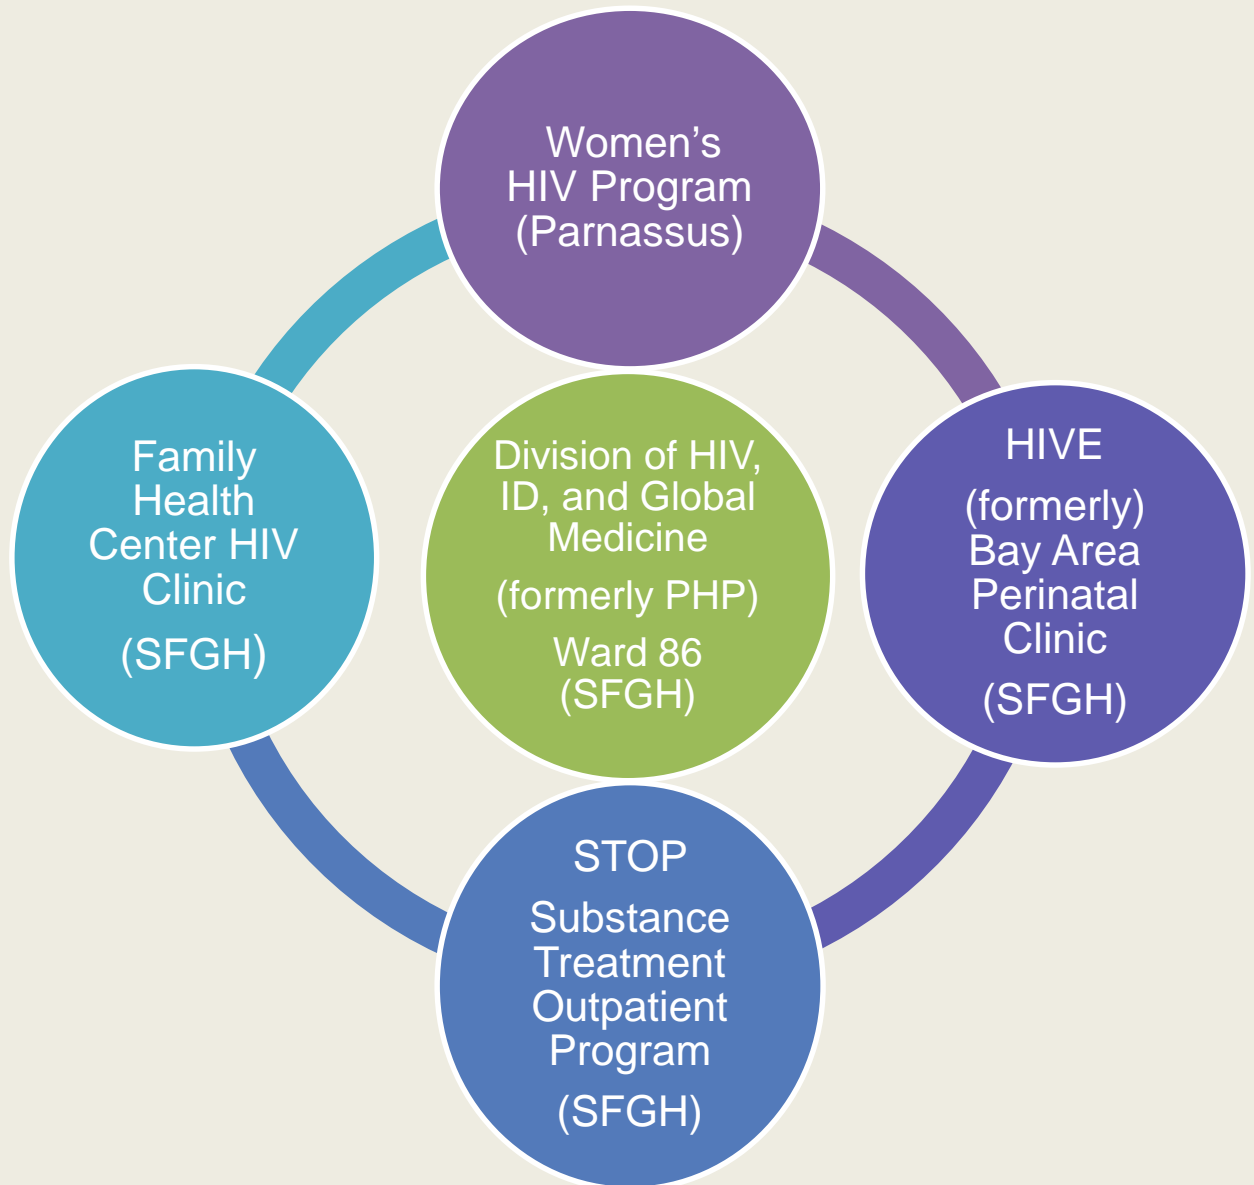 Women’s
HIV Program
(Parnassus)
Family
Health
Center HIV
Clinic
(SFGH)
Division of HIV,
ID, and Global
Medicine
(formerly PHP)
Ward 86
(SFGH)
HIVE
(formerly)
Bay Area
Perinatal
Clinic
(SFGH)
STOP
Substance
Treatment
Outpatient
Program
(SFGH)